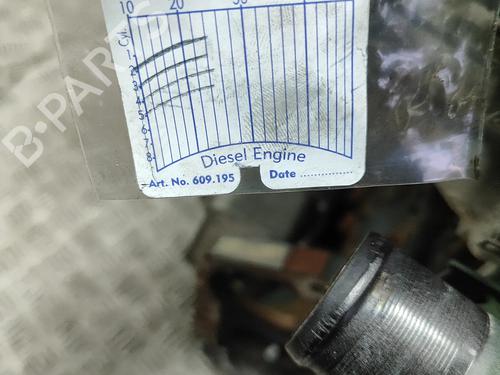 10 20 30
Cyl.
1
2
3
4
5
6
7
8
Diesel Engine
Art. No. 609.195 Date ...............
B-PARTS